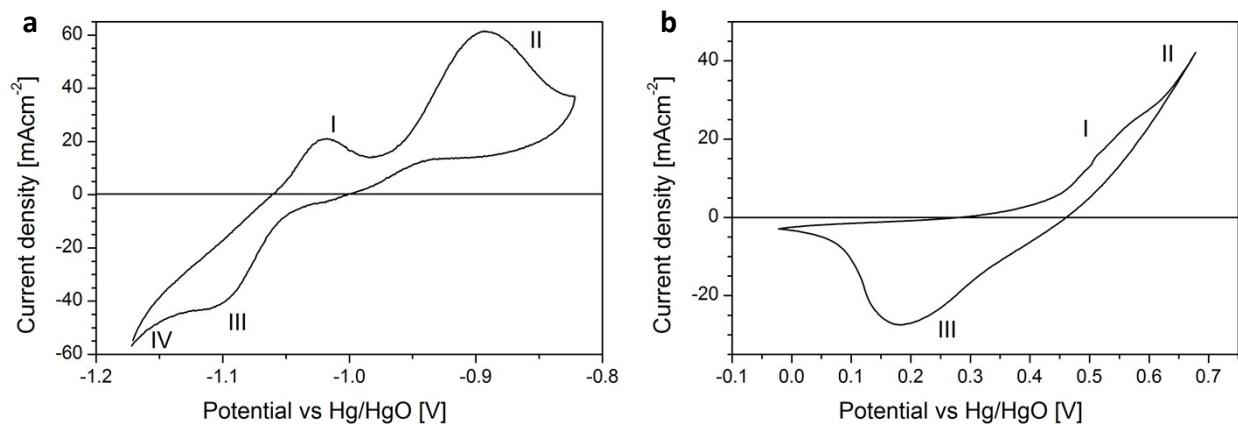 a
60
40
20
0
-20
-40
-60
-1.2
-1.1
-1.0
-0.9
-0.8
Current density [mAcm⁻²]
Potential vs Hg/HgO [V]
I
II
III
IV
b
40
20
0
-20
-0.1
0.0
0.1
0.2
0.3
0.4
0.5
0.6
0.7
Current density [mAcm⁻²]
Potential vs Hg/HgO [V]
I
II
III